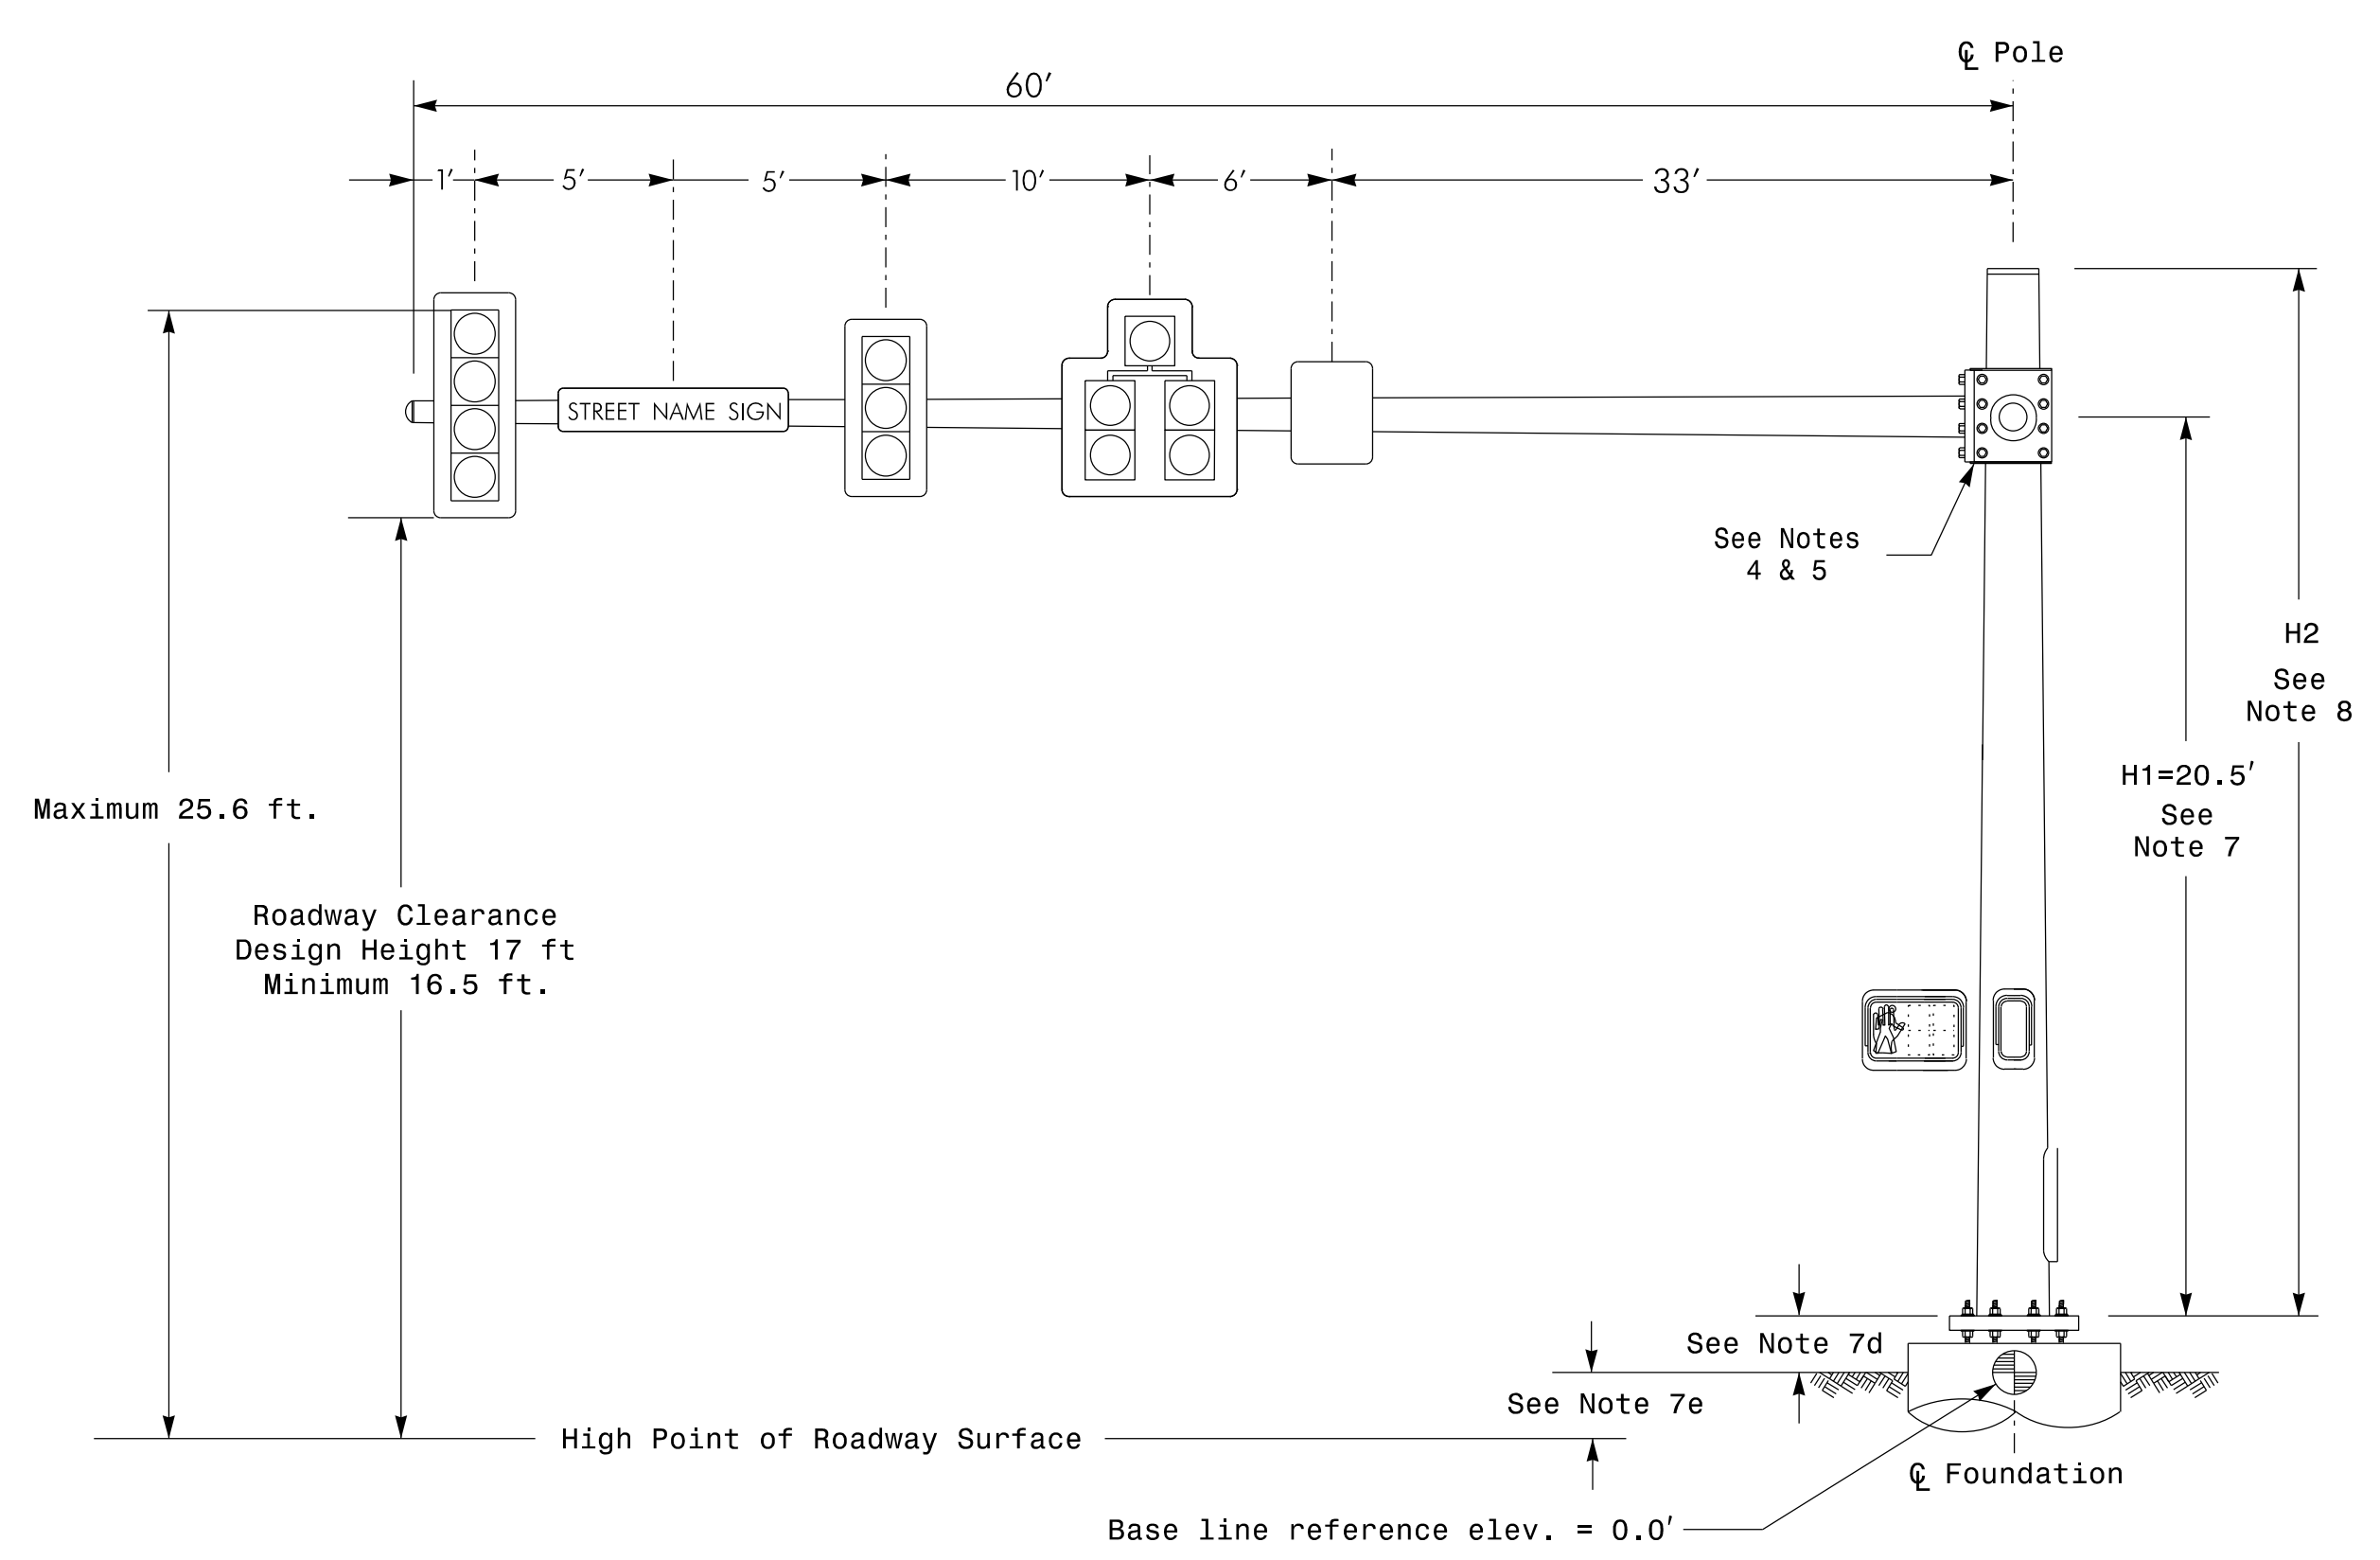 ℄ Pole
60'
1'
5'
5'
10'
6'
33'
STREET NAME SIGN
See Notes
4 & 5
H2
See
Note 8
H1=20.5'
See
Note 7
Maximum 25.6 ft.
Roadway Clearance
Design Height 17 ft
Minimum 16.5 ft.
See Note 7d
See Note 7e
High Point of Roadway Surface
℄ Foundation
Base line reference elev. = 0.0'